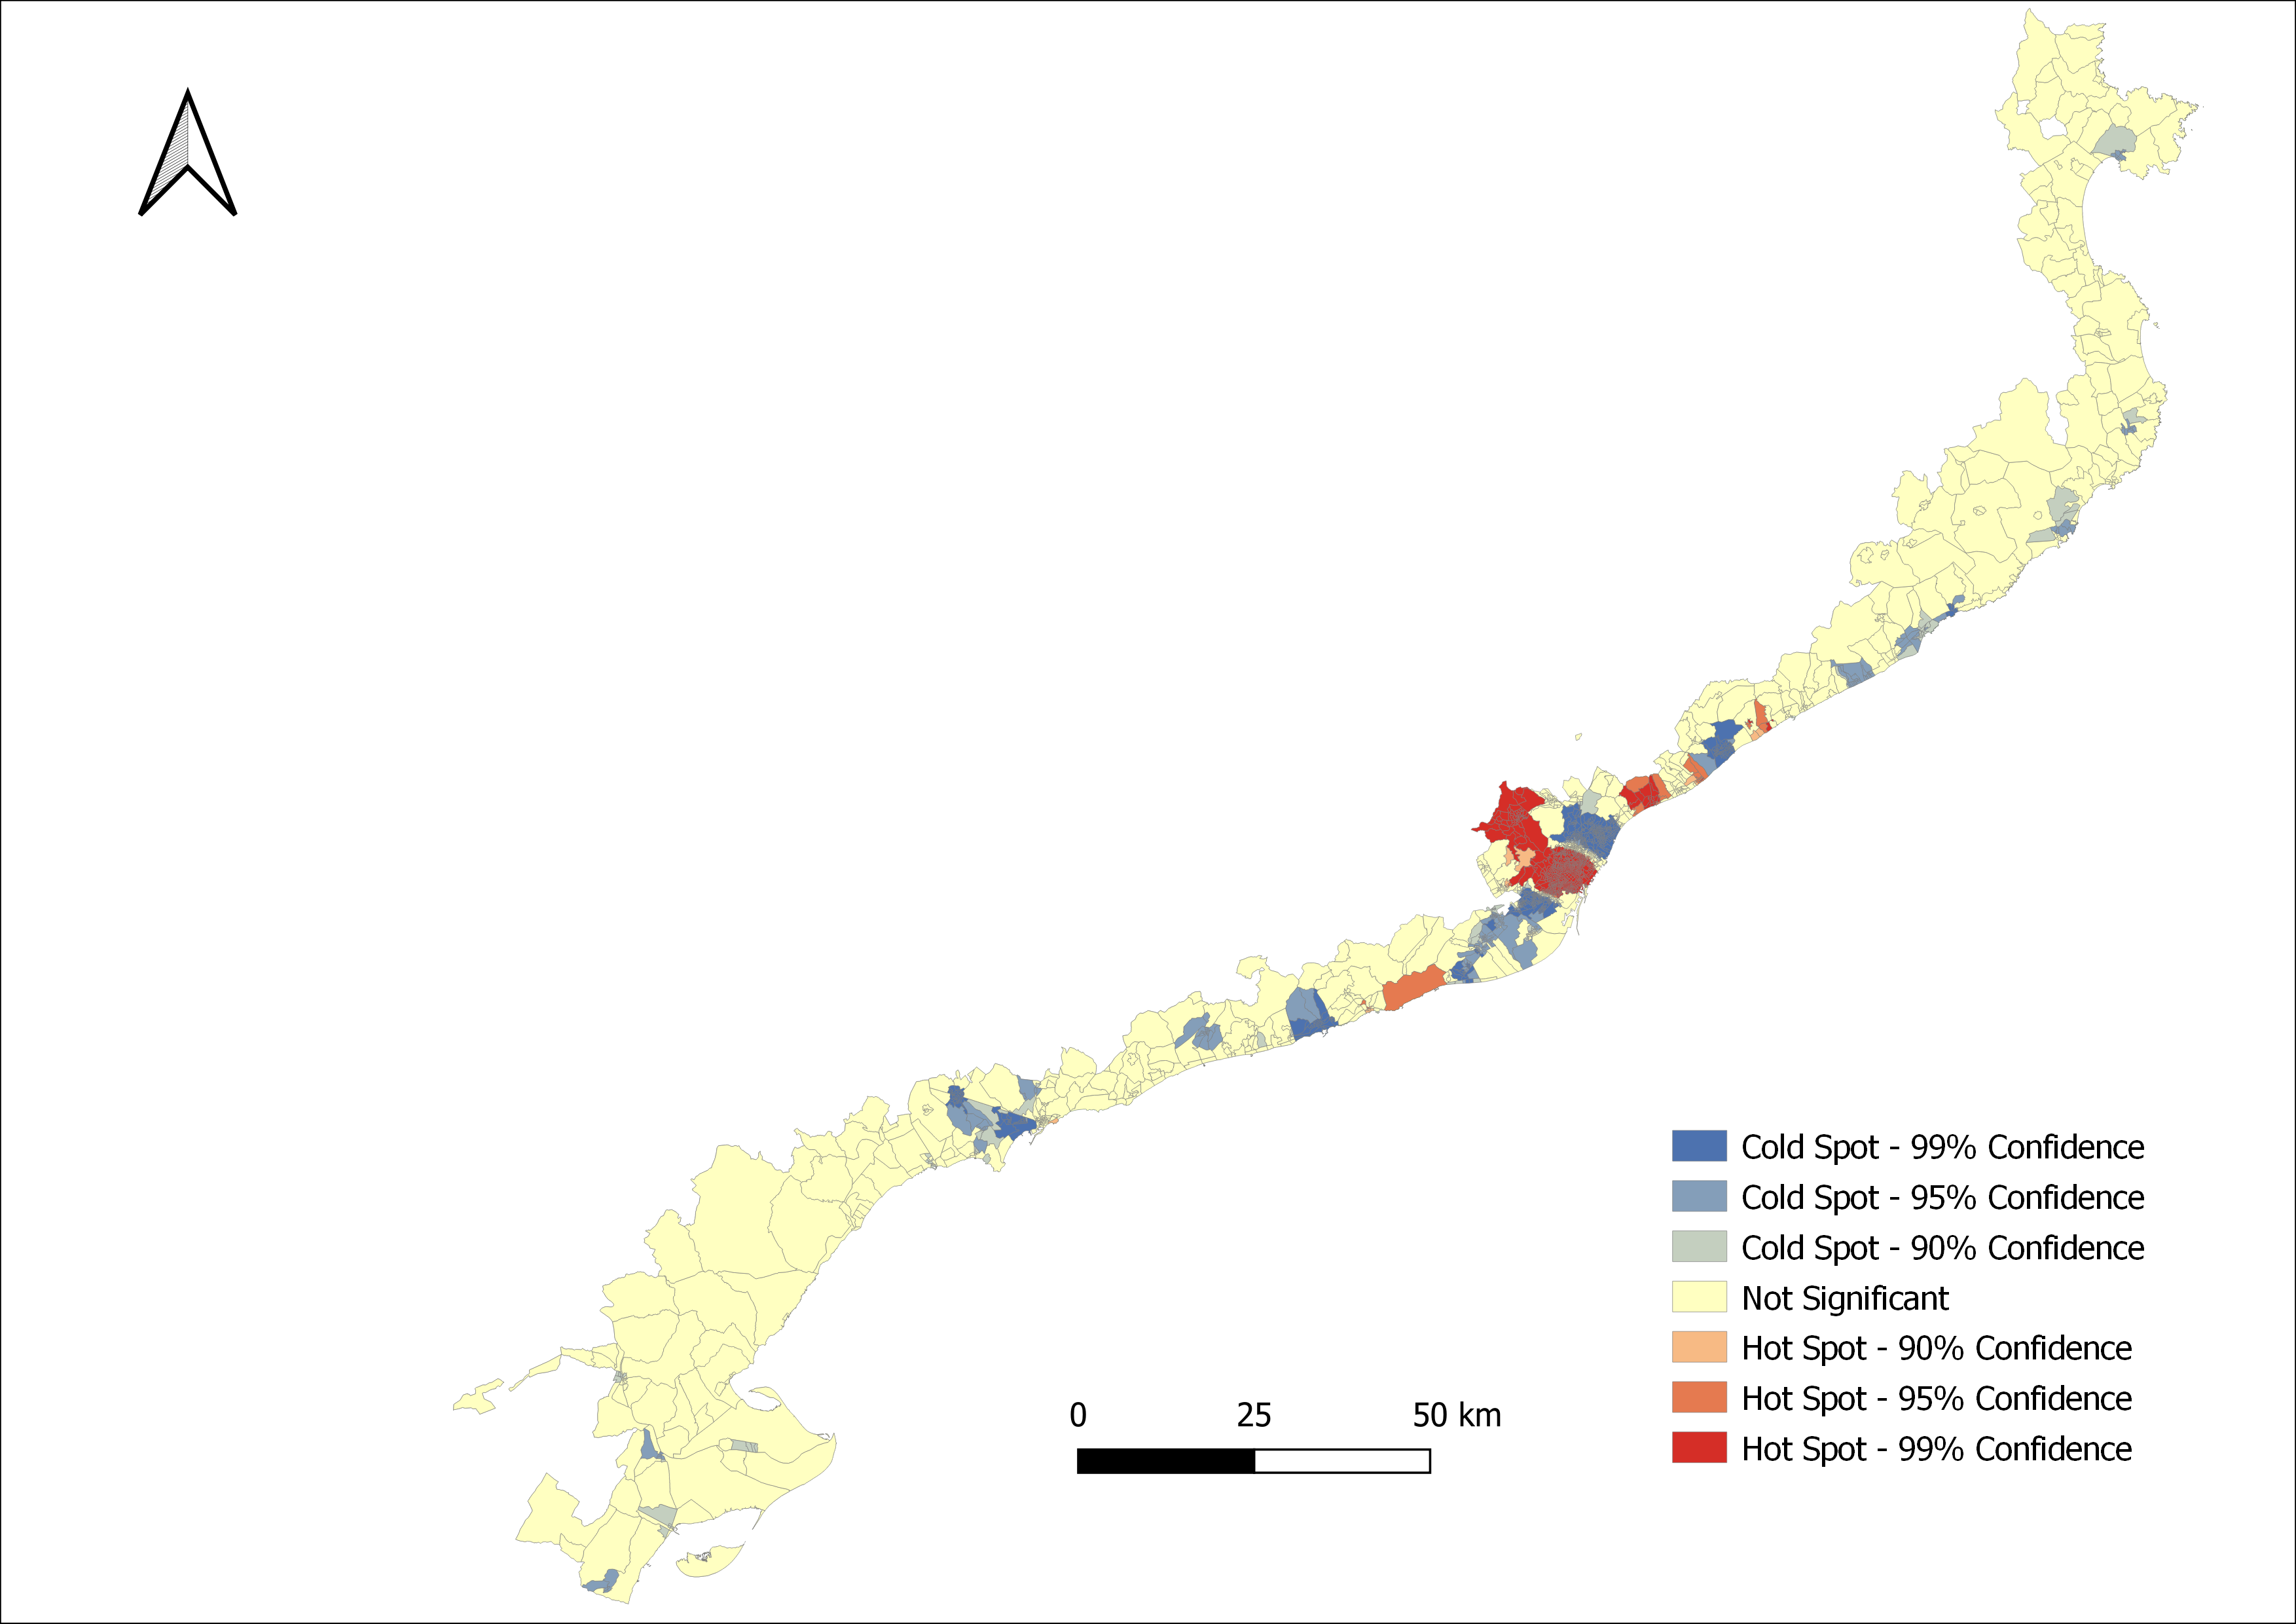 Cold Spot - 99% Confidence
Cold Spot - 95% Confidence
Cold Spot - 90% Confidence
Not Significant
Hot Spot - 90% Confidence
Hot Spot - 95% Confidence
Hot Spot - 99% Confidence
0 25 50 km